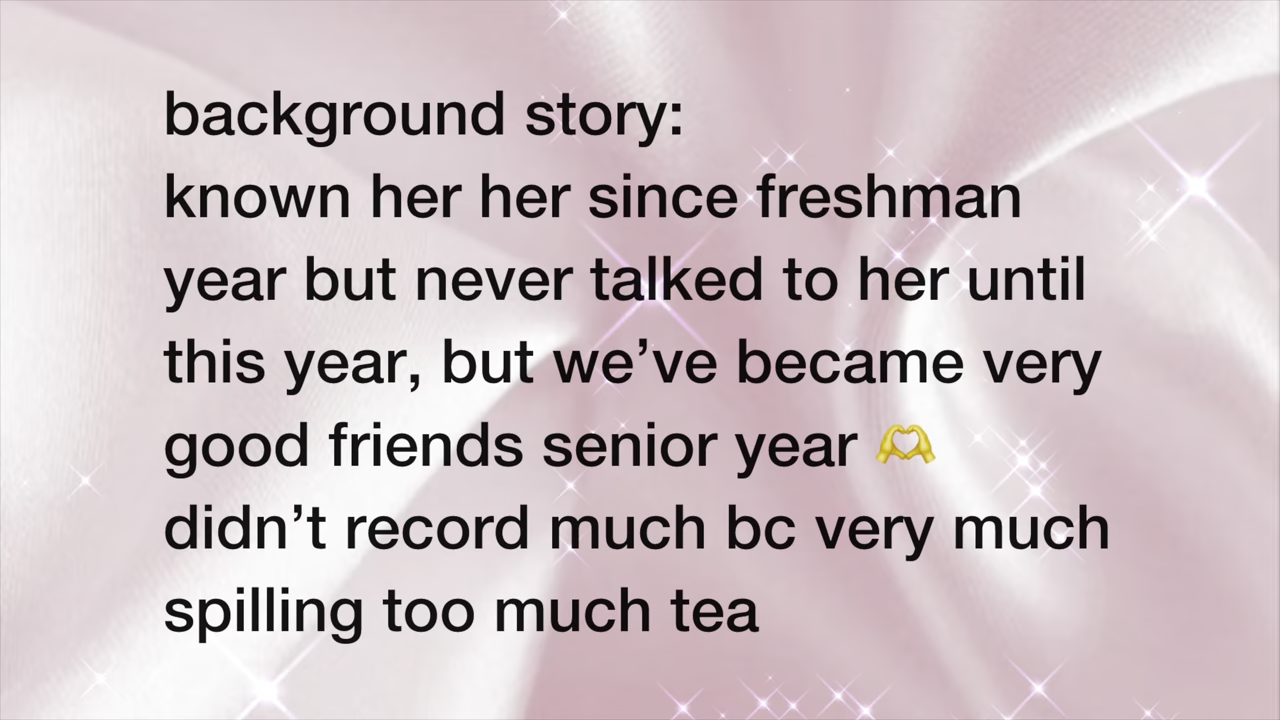 background story:
known her her since freshman
year but never talked to her until
this year, but we’ve became very
good friends senior year 🫶
didn’t record much bc very much
spilling too much tea